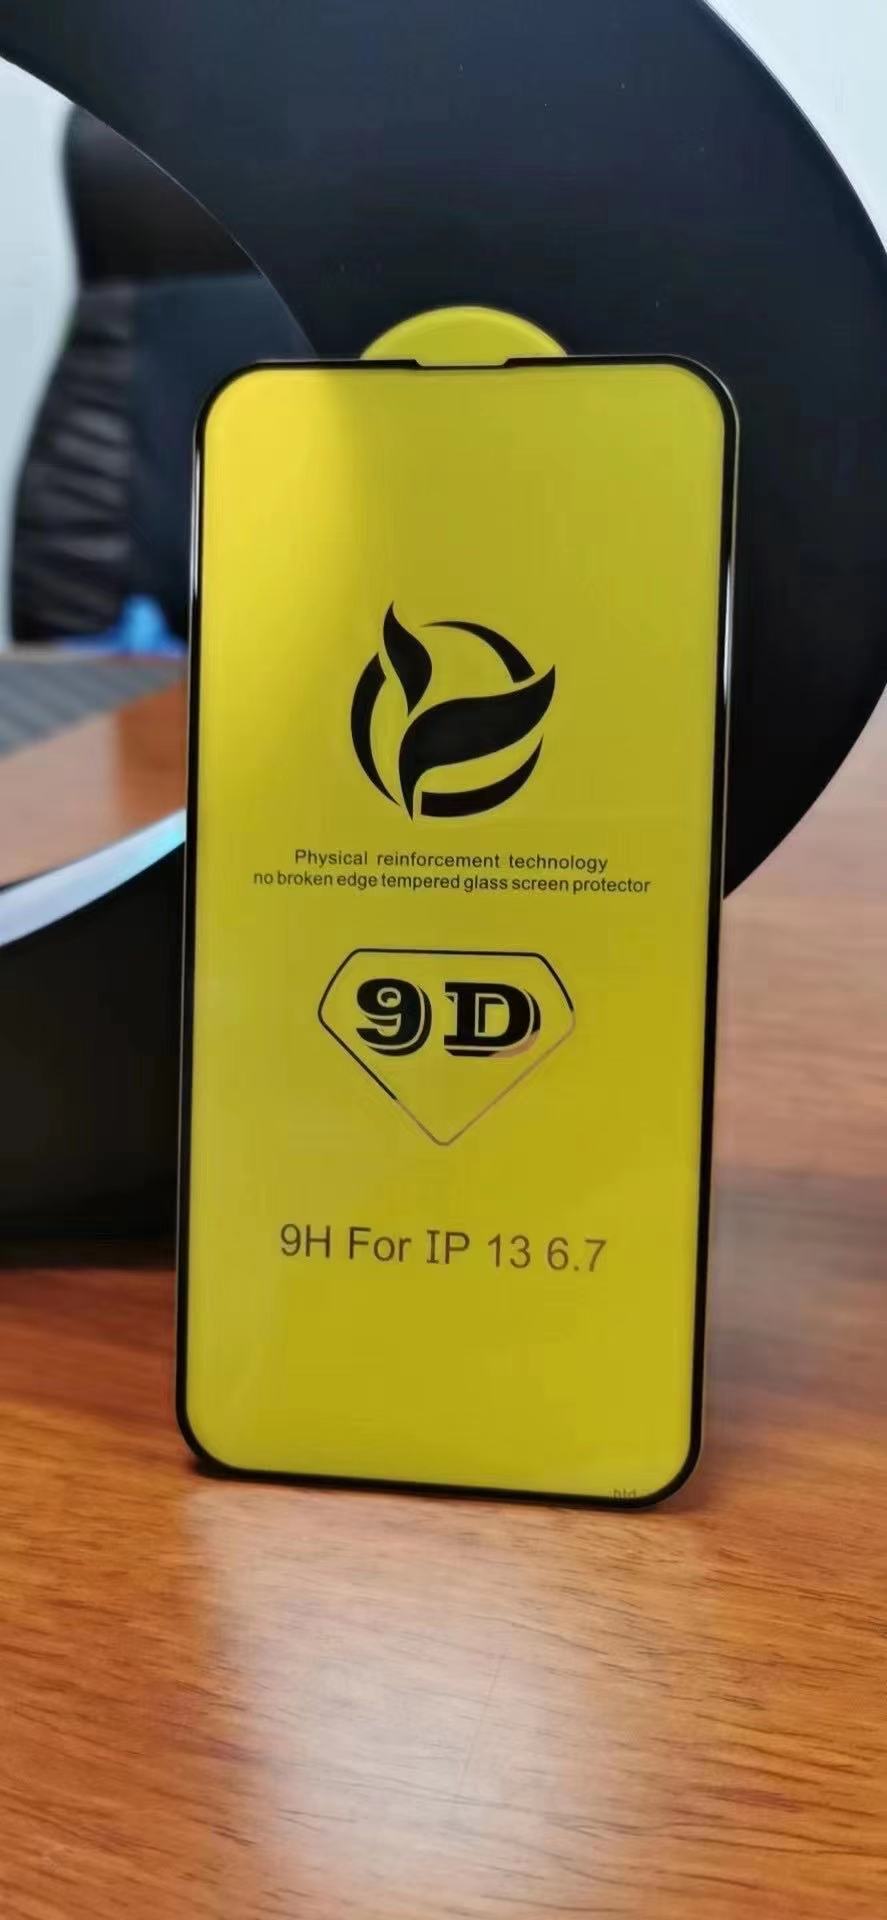 Physical reinforcement technology
no broken edge tempered glass screen protector
9D
9H For IP 13 6.7